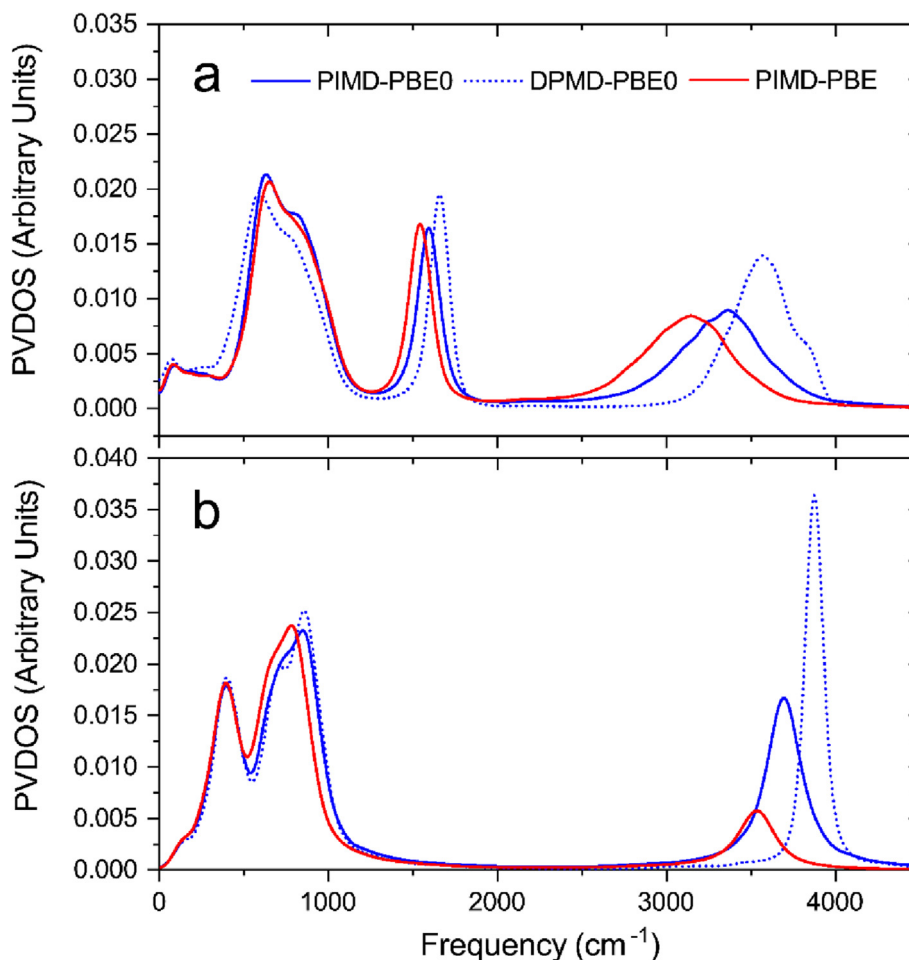 0.035
a
PIMD-PBE0 DPMD-PBE0 PIMD-PBE
0.030
0.025
0.020
0.015
0.010
0.005
0.000
PVDOS (Arbitrary Units)
0.040
b
0.035
0.030
0.025
0.020
0.015
0.010
0.005
0.000
PVDOS (Arbitrary Units)
0 1000 2000 3000 4000
Frequency (cm⁻¹)